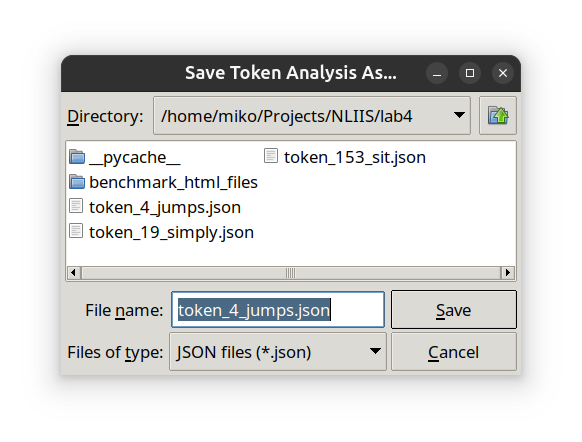 Save Token Analysis As...
Directory: /home/miko/Projects/NLIIS/lab4
__pycache__ token_153_sit.json
benchmark_html_files
token_4_jumps.json
token_19_simply.json
File name: token_4_jumps.json Save
Files of type: JSON files (*.json) Cancel